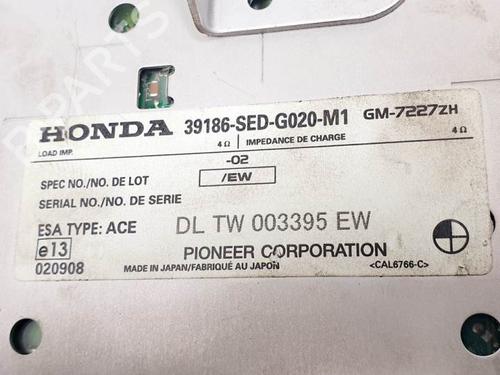 HONDA 39186-SED-G020-M1 GM-7227ZH
LOAD IMP. 4Ω IMPEDANCE DE CHARGE 4Ω
-02
SPEC NO./NO. DE LOT /EW
SERIAL NO./NO. DE SERIE
ESA TYPE: ACE DL TW 003395 EW
e13
020908 PIONEER CORPORATION
MADE IN JAPAN/FABRIQUÉ AU JAPON <CAL6766-C>